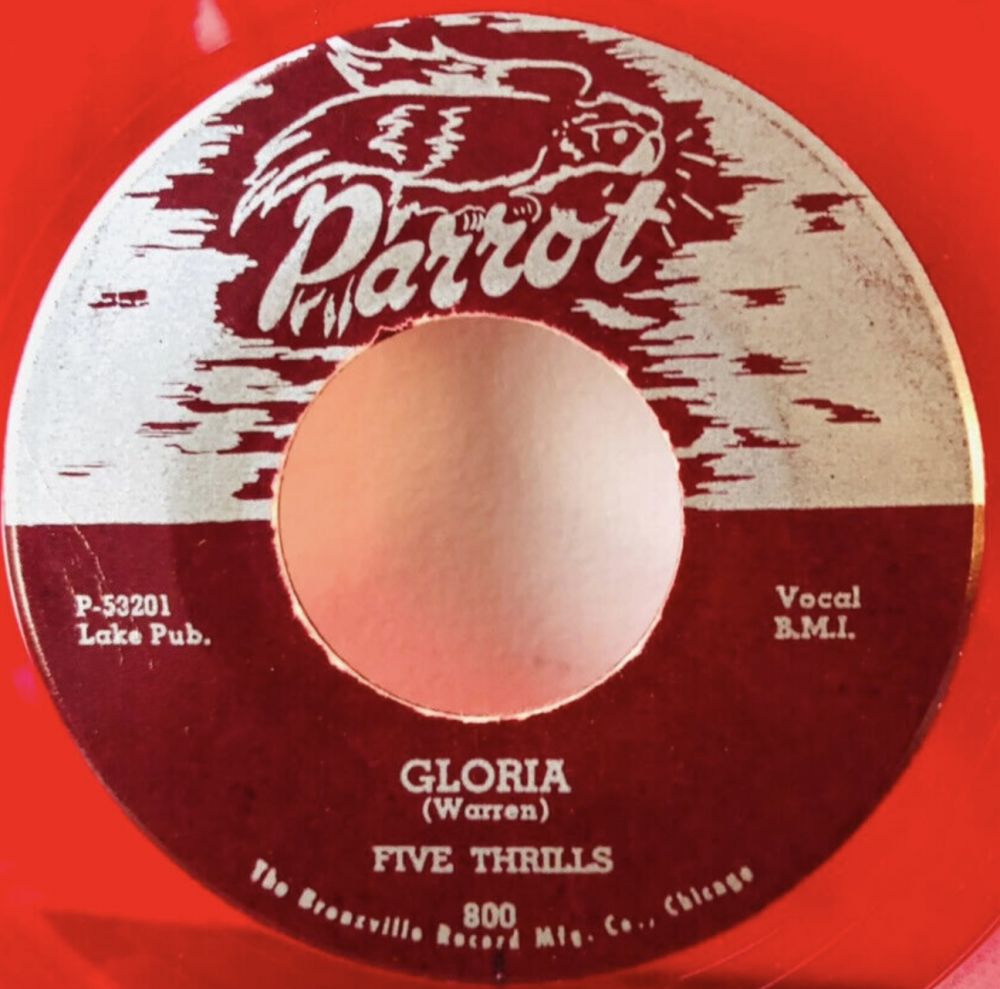 Parrot
P-53201
Lake Pub.
Vocal
B.M.I.
GLORIA
(Warren)
FIVE THRILLS
800
The Bronzville Record Mfg. Co., Chicago